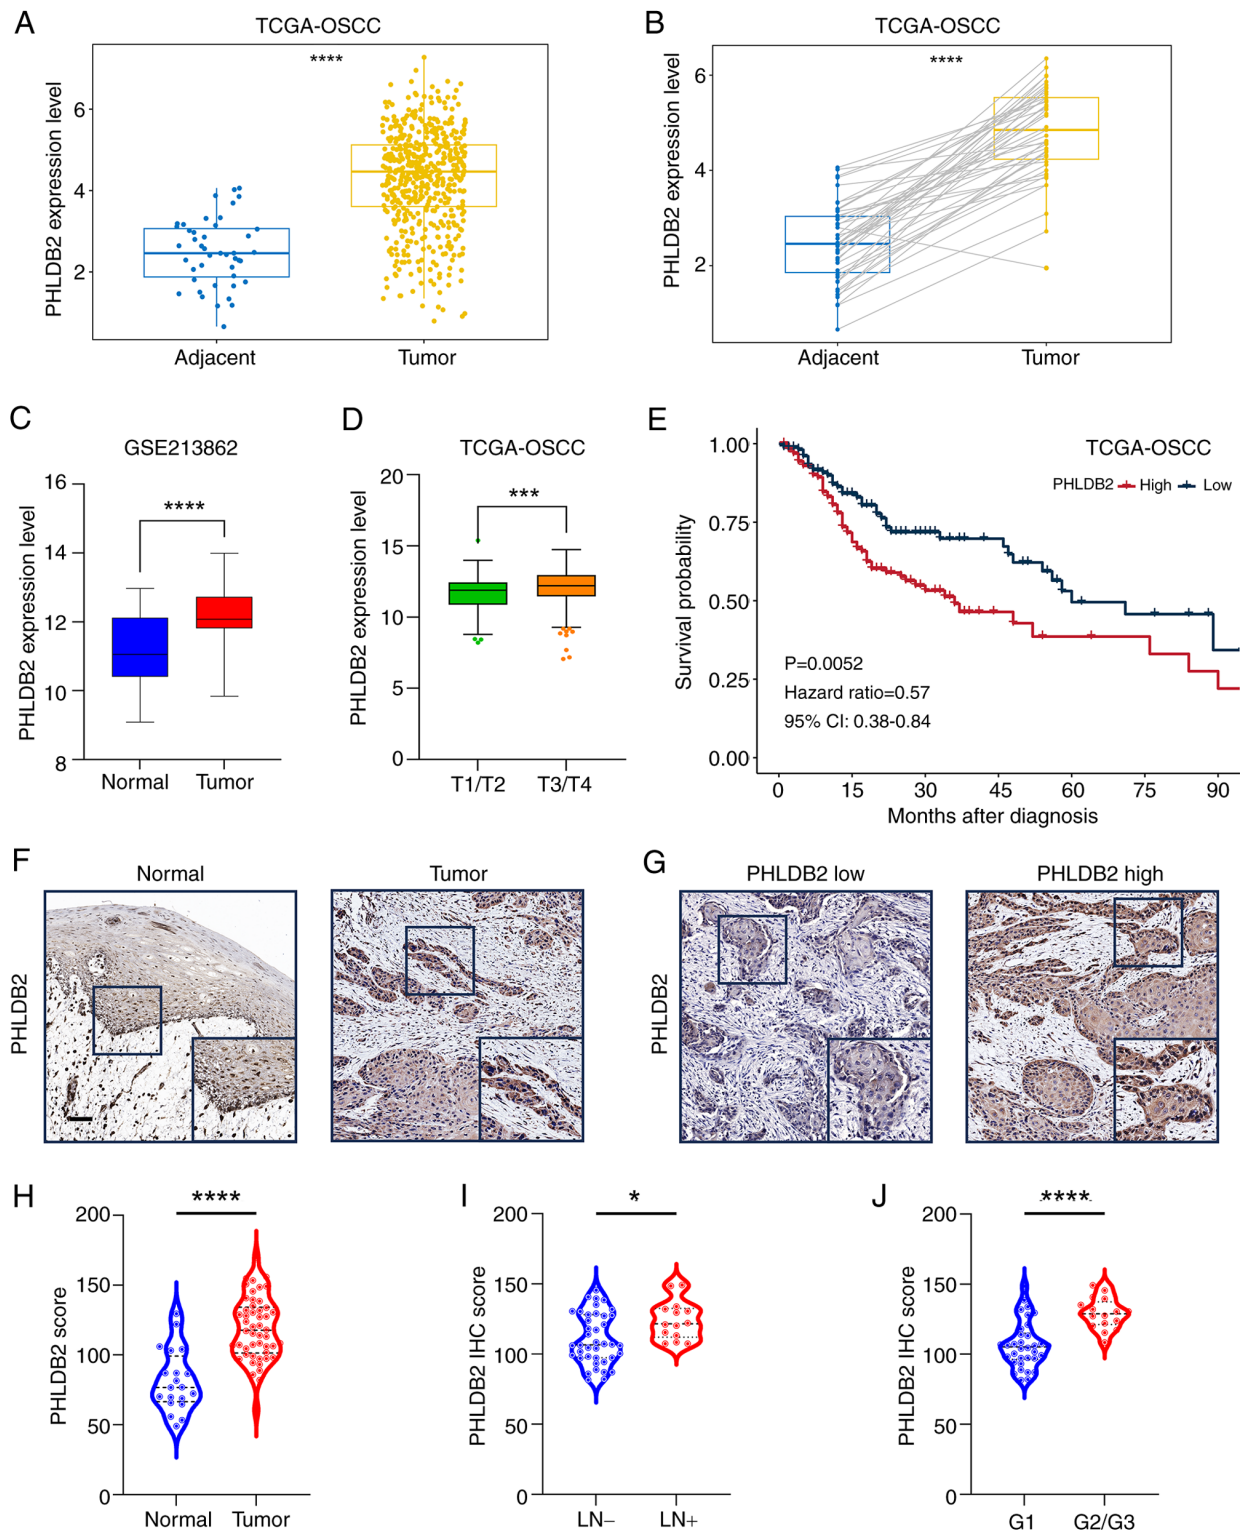 A
TCGA-OSCC
****
PHLDB2 expression level
6
4
2
Adjacent
Tumor
B
TCGA-OSCC
****
PHLDB2 expression level
6
4
2
Adjacent
Tumor
C
GSE213862
****
PHLDB2 expression level
16
14
12
10
8
Normal
Tumor
D
TCGA-OSCC
***
PHLDB2 expression level
20
15
10
5
0
T1/T2
T3/T4
E
TCGA-OSCC
PHLDB2 High Low
Survival probability
1.00
0.75
0.50
0.25
0.00
P=0.0052
Hazard ratio=0.57
95% CI: 0.38-0.84
0 15 30 45 60 75 90
Months after diagnosis
F
Normal
Tumor
PHLDB2
G
PHLDB2 low
PHLDB2 high
PHLDB2
H
****
PHLDB2 score
200
150
100
50
0
Normal
Tumor
I
*
PHLDB2 IHC score
200
150
100
50
0
LN−
LN+
J
****
PHLDB2 IHC score
200
150
100
50
0
G1
G2/G3